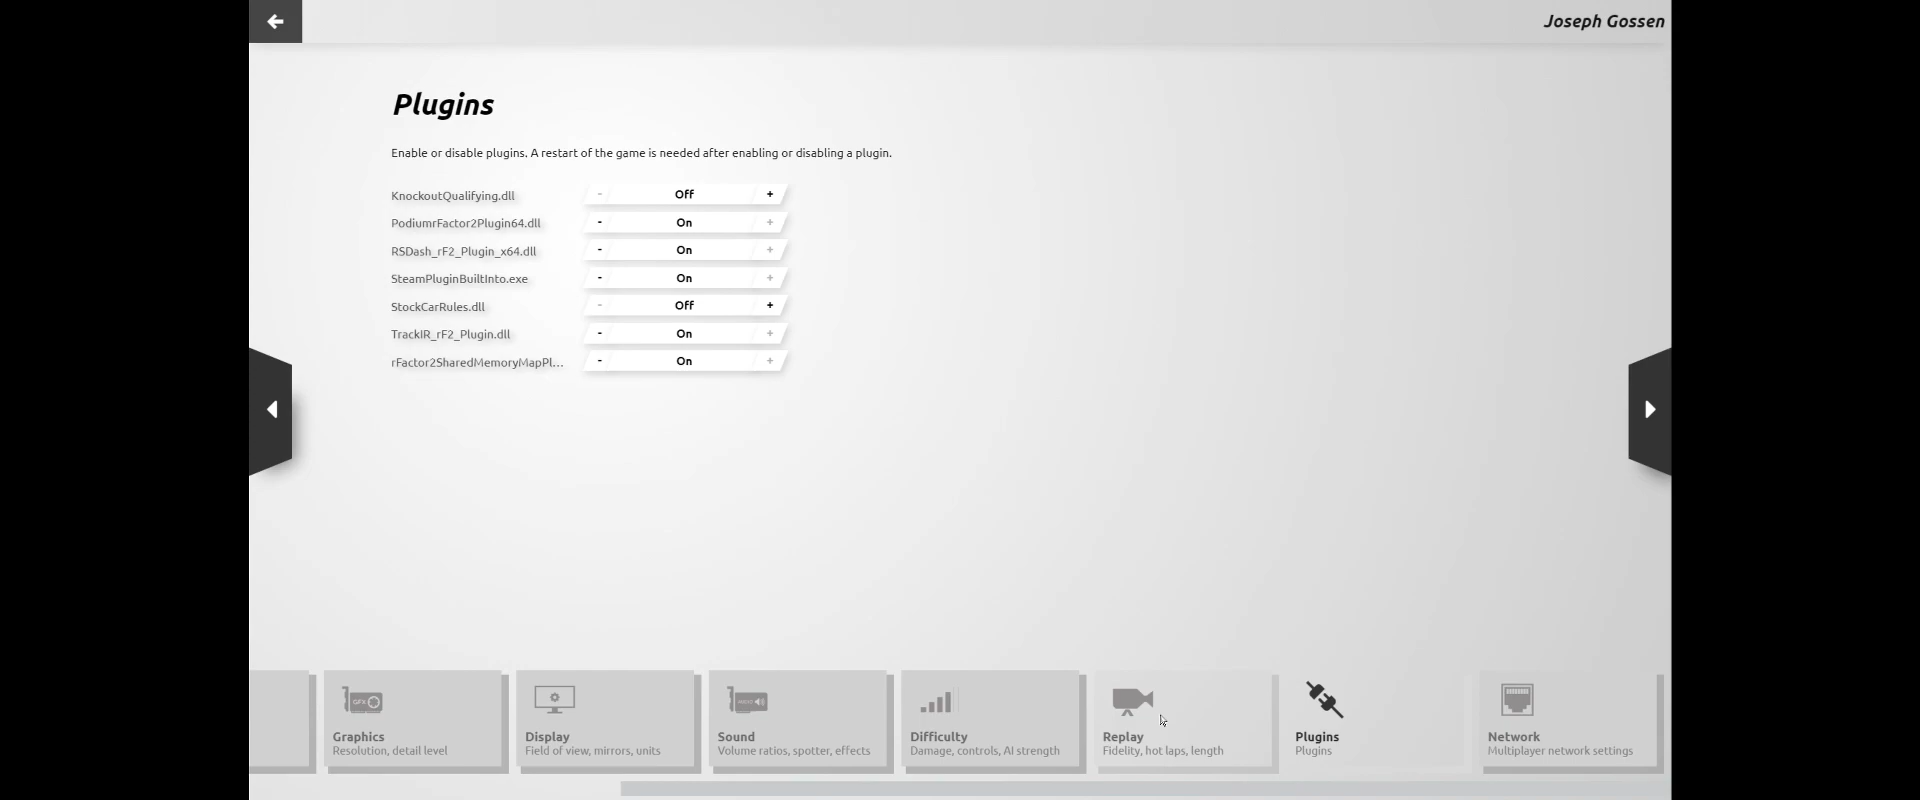 Joseph Gossen
Plugins
Enable or disable plugins. A restart of the game is needed after enabling or disabling a plugin.
KnockoutQualifying.dll - Off +
PodiumrFactor2Plugin64.dll - On +
RSDash_rF2_Plugin_x64.dll - On +
SteamPluginBuiltInto.exe - On +
StockCarRules.dll - Off +
TrackIR_rF2_Plugin.dll - On +
rFactor2SharedMemoryMapPl... - On +
GFX
AUDIO
Graphics
Resolution, detail level
Display
Field of view, mirrors, units
Sound
Volume ratios, spotter, effects
Difficulty
Damage, controls, AI strength
Replay
Fidelity, hot laps, length
Plugins
Plugins
Network
Multiplayer network settings